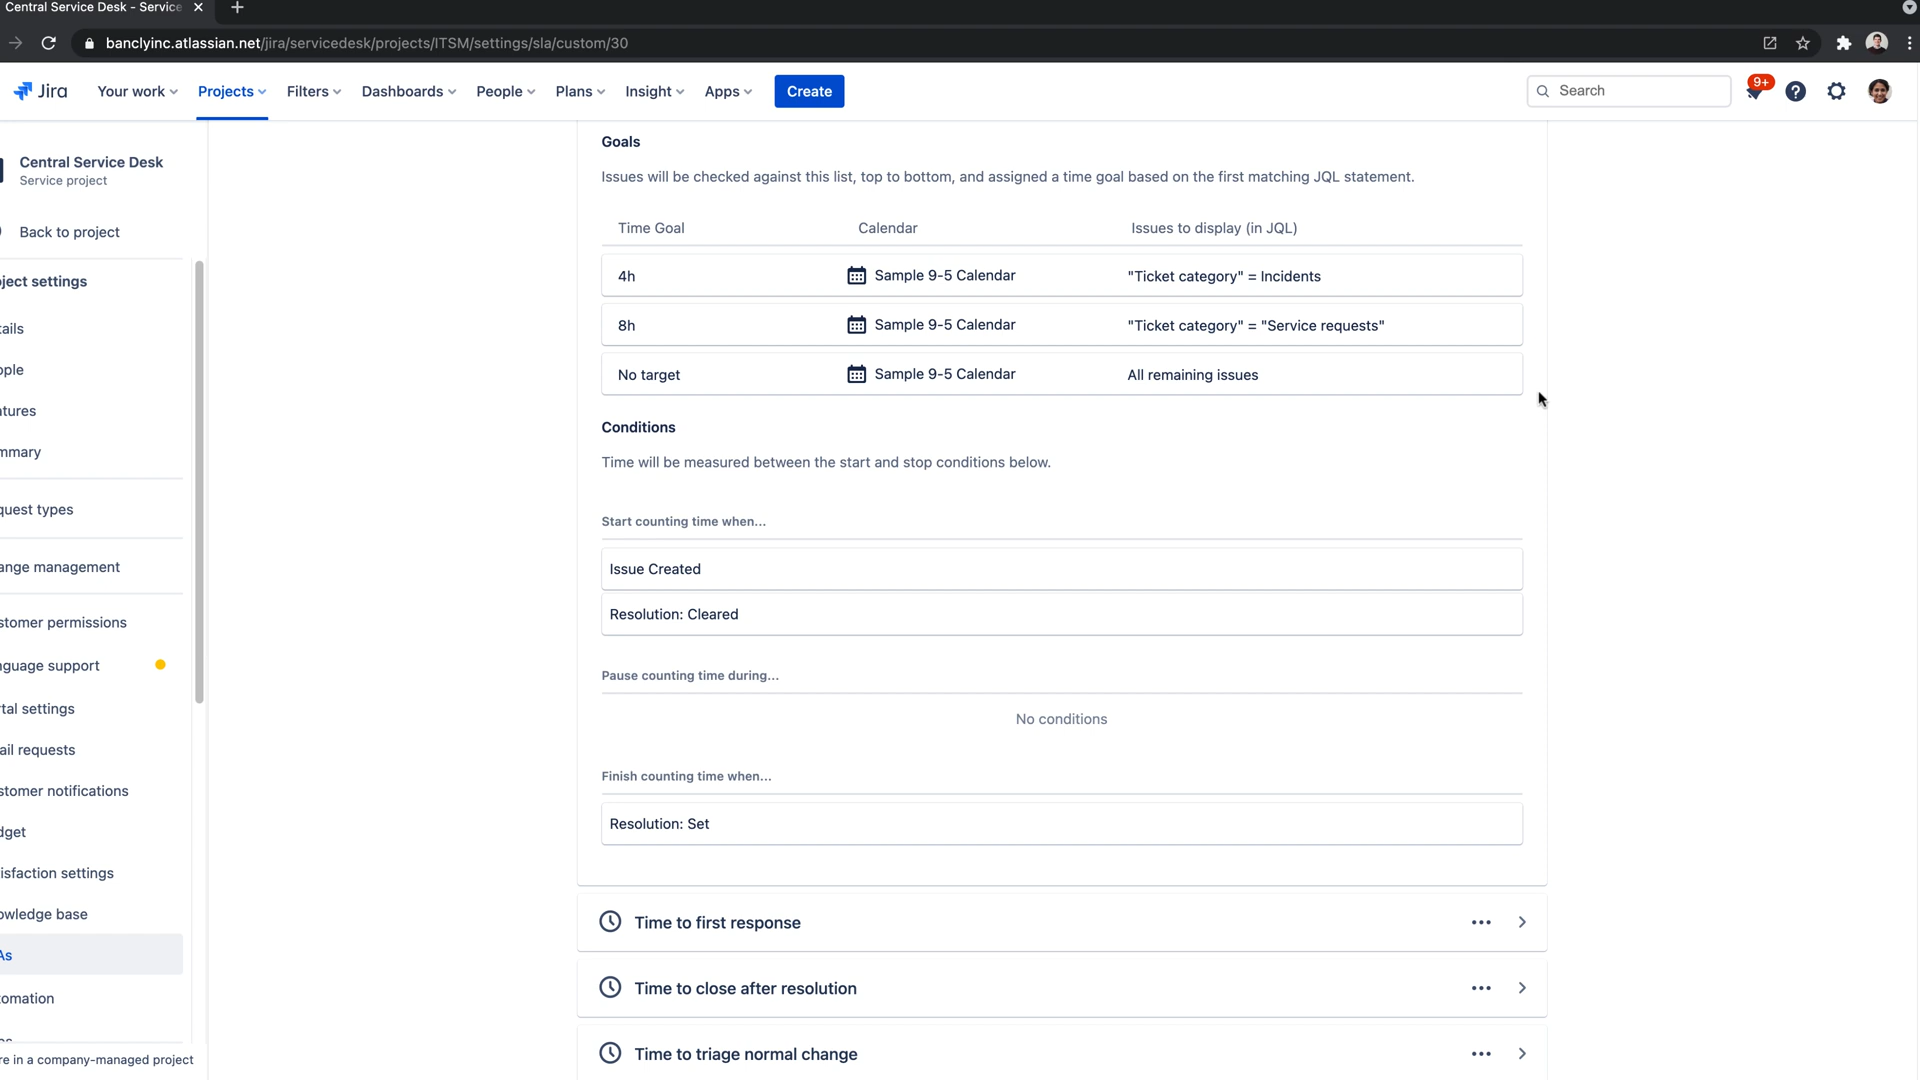 Central Service Desk - Service
banclyinc.atlassian.net/jira/servicedesk/projects/ITSM/settings/sla/custom/30
Jira
Your work
Projects
Filters
Dashboards
People
Plans
Insight
Apps
Create
Search
9+
Central Service Desk
Service project
Back to project
ject settings
tails
ople
atures
mmary
quest types
ange management
stomer permissions
nguage support
rtal settings
ail requests
stomer notifications
dget
isfaction settings
owledge base
As
tomation
re in a company-managed project
Goals
Issues will be checked against this list, top to bottom, and assigned a time goal based on the first matching JQL statement.
Time Goal Calendar Issues to display (in JQL)
4h Sample 9-5 Calendar "Ticket category" = Incidents
8h Sample 9-5 Calendar "Ticket category" = "Service requests"
No target Sample 9-5 Calendar All remaining issues
Conditions
Time will be measured between the start and stop conditions below.
Start counting time when...
Issue Created
Resolution: Cleared
Pause counting time during...
No conditions
Finish counting time when...
Resolution: Set
Time to first response
Time to close after resolution
Time to triage normal change